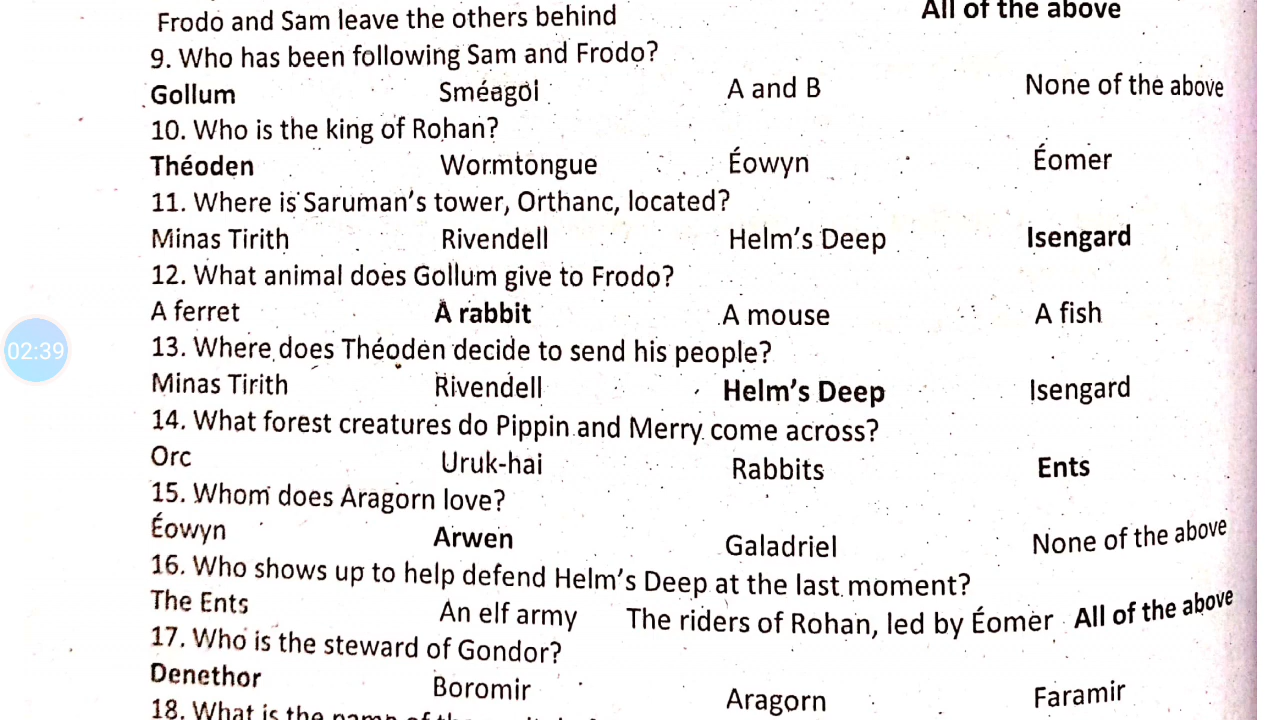 Frodo and Sam leave the others behind All of the above
9. Who has been following Sam and Frodo?
Gollum Sméagol A and B None of the above
10. Who is the king of Rohan?
Théoden Wormtongue Éowyn Éomer
11. Where is Saruman's tower, Orthanc, located?
Minas Tirith Rivendell Helm's Deep Isengard
12. What animal does Gollum give to Frodo?
A ferret A rabbit A mouse A fish
02:39
13. Where does Théoden decide to send his people?
Minas Tirith Rivendell Helm's Deep Isengard
14. What forest creatures do Pippin and Merry come across?
Orc Uruk-hai Rabbits Ents
15. Whom does Aragorn love?
Éowyn Arwen Galadriel None of the above
16. Who shows up to help defend Helm's Deep at the last moment?
The Ents An elf army The riders of Rohan, led by Éomer All of the above
17. Who is the steward of Gondor?
Denethor Boromir Aragorn Faramir
18. What is the name of the